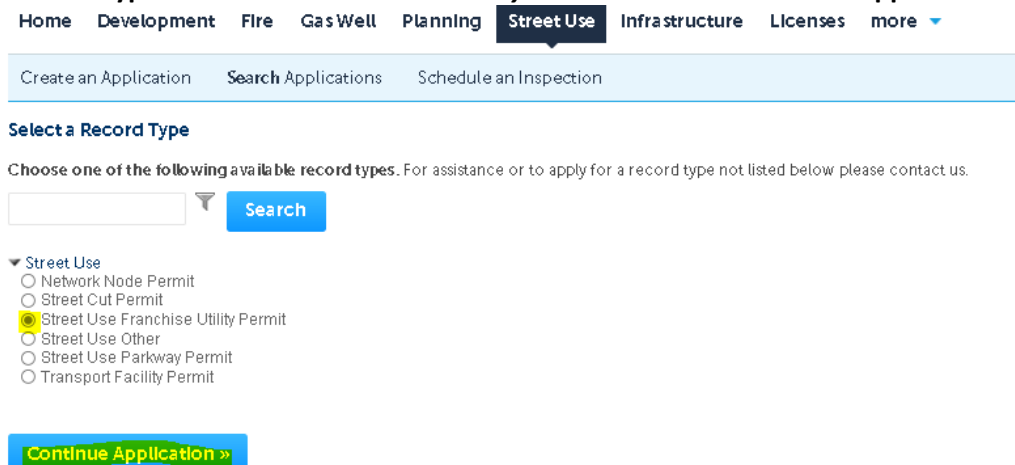 Home Development Fire Gas Well Planning Street Use Infrastructure Licenses more
Create an Application Search Applications Schedule an Inspection
Select a Record Type
Choose one of the following available record types. For assistance or to apply for a record type not listed below please contact us.
Search
Street Use
Network Node Permit
Street Cut Permit
Street Use Franchise Utility Permit
Street Use Other
Street Use Parkway Permit
Transport Facility Permit
Continue Application »